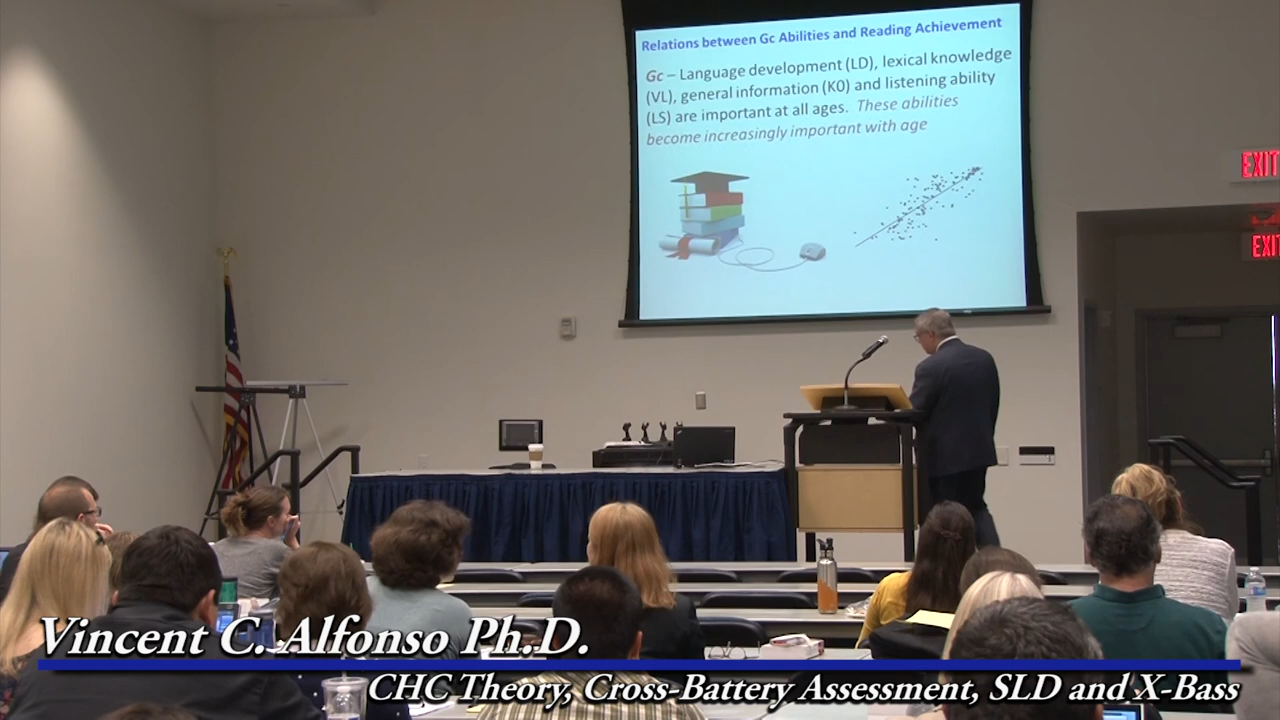 Relations between Gc Abilities and Reading Achievement
Gc – Language development (LD), lexical knowledge
(VL), general information (K0) and listening ability
(LS) are important at all ages. These abilities
become increasingly important with age
EXIT
EXIT
Vincent C. Alfonso Ph.D.
CHC Theory, Cross-Battery Assessment, SLD and X-Bass